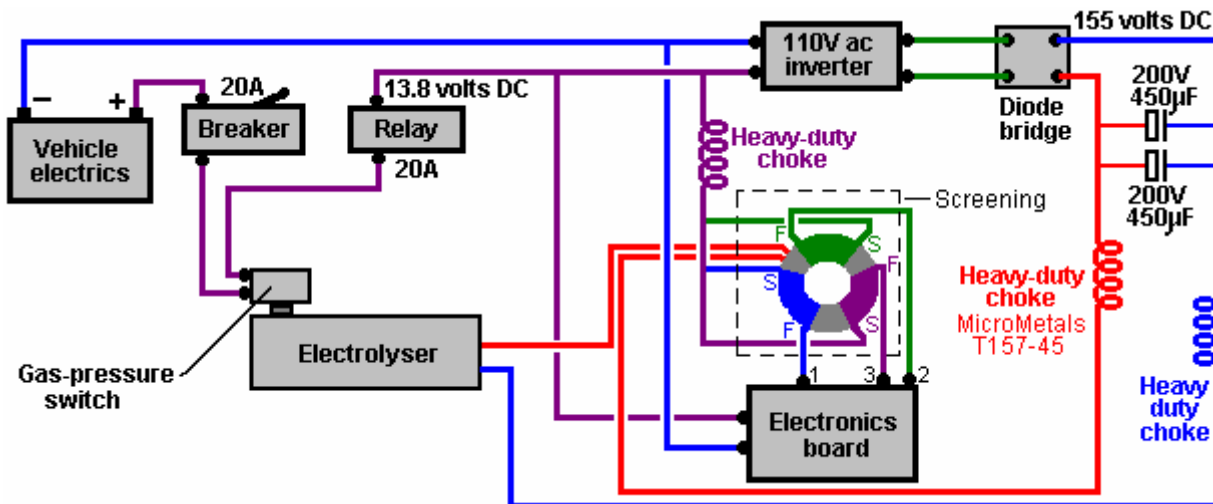 155 volts DC
110V ac
inverter
200V
450µF
− +
20A
13.8 volts DC
Breaker
Relay
Diode
bridge
Vehicle
electrics
20A
Heavy-duty
choke
200V
450µF
Screening
F
S
F
S
F
S
Heavy-duty
choke
MicroMetals
T157-45
Gas-pressure
switch
Electrolyser
1 3 2
Heavy
duty
choke
Electronics
board